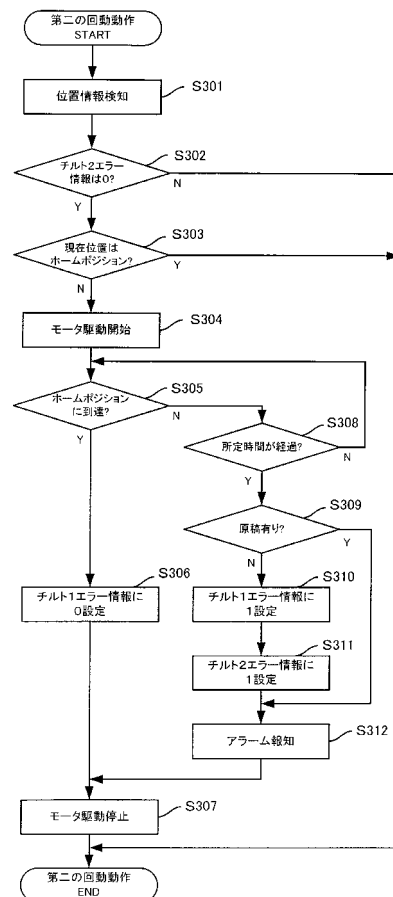 第二の回動動作
START
位置情報検知
S301
チルト2エラー
情報は0?
S302
N
Y
現在位置は
ホームポジション?
S303
Y
N
モータ駆動開始
S304
ホームポジション
に到達?
S305
N
Y
所定時間が経過?
S308
N
Y
原稿有り?
S309
Y
N
チルト1エラー情報に
0設定
S306
チルト1エラー情報に
1設定
S310
チルト2エラー情報に
1設定
S311
アラーム報知
S312
モータ駆動停止
S307
第二の回動動作
END